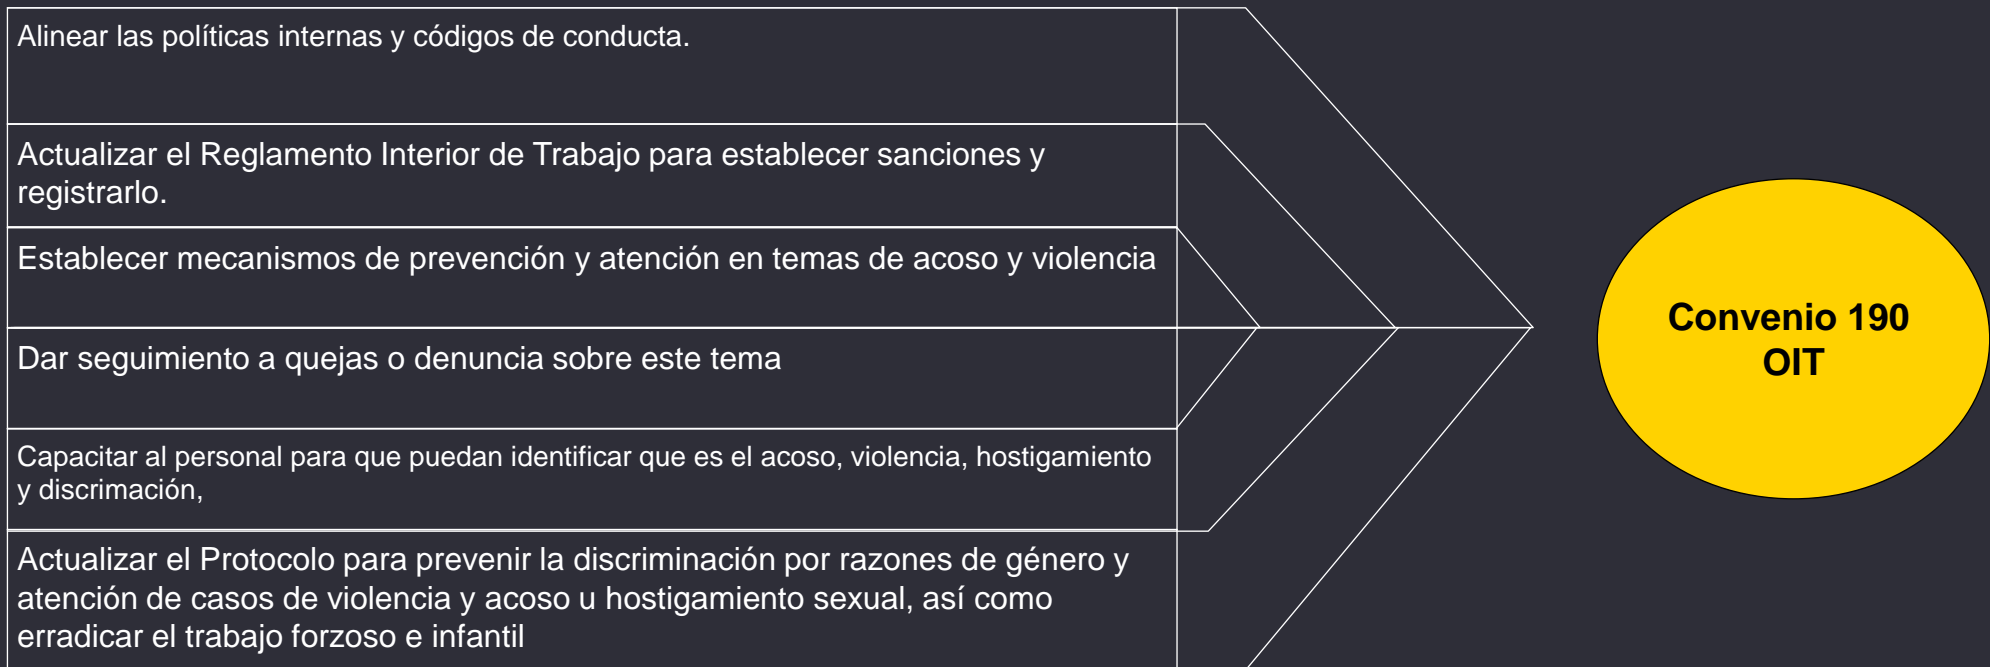 Alinear las políticas internas y códigos de conducta.
Actualizar el Reglamento Interior de Trabajo para establecer sanciones y
registrarlo.
Establecer mecanismos de prevención y atención en temas de acoso y violencia
Dar seguimiento a quejas o denuncia sobre este tema
Capacitar al personal para que puedan identificar que es el acoso, violencia, hostigamiento
y discrimación,
Actualizar el Protocolo para prevenir la discriminación por razones de género y
atención de casos de violencia y acoso u hostigamiento sexual, así como
erradicar el trabajo forzoso e infantil
Convenio 190
OIT